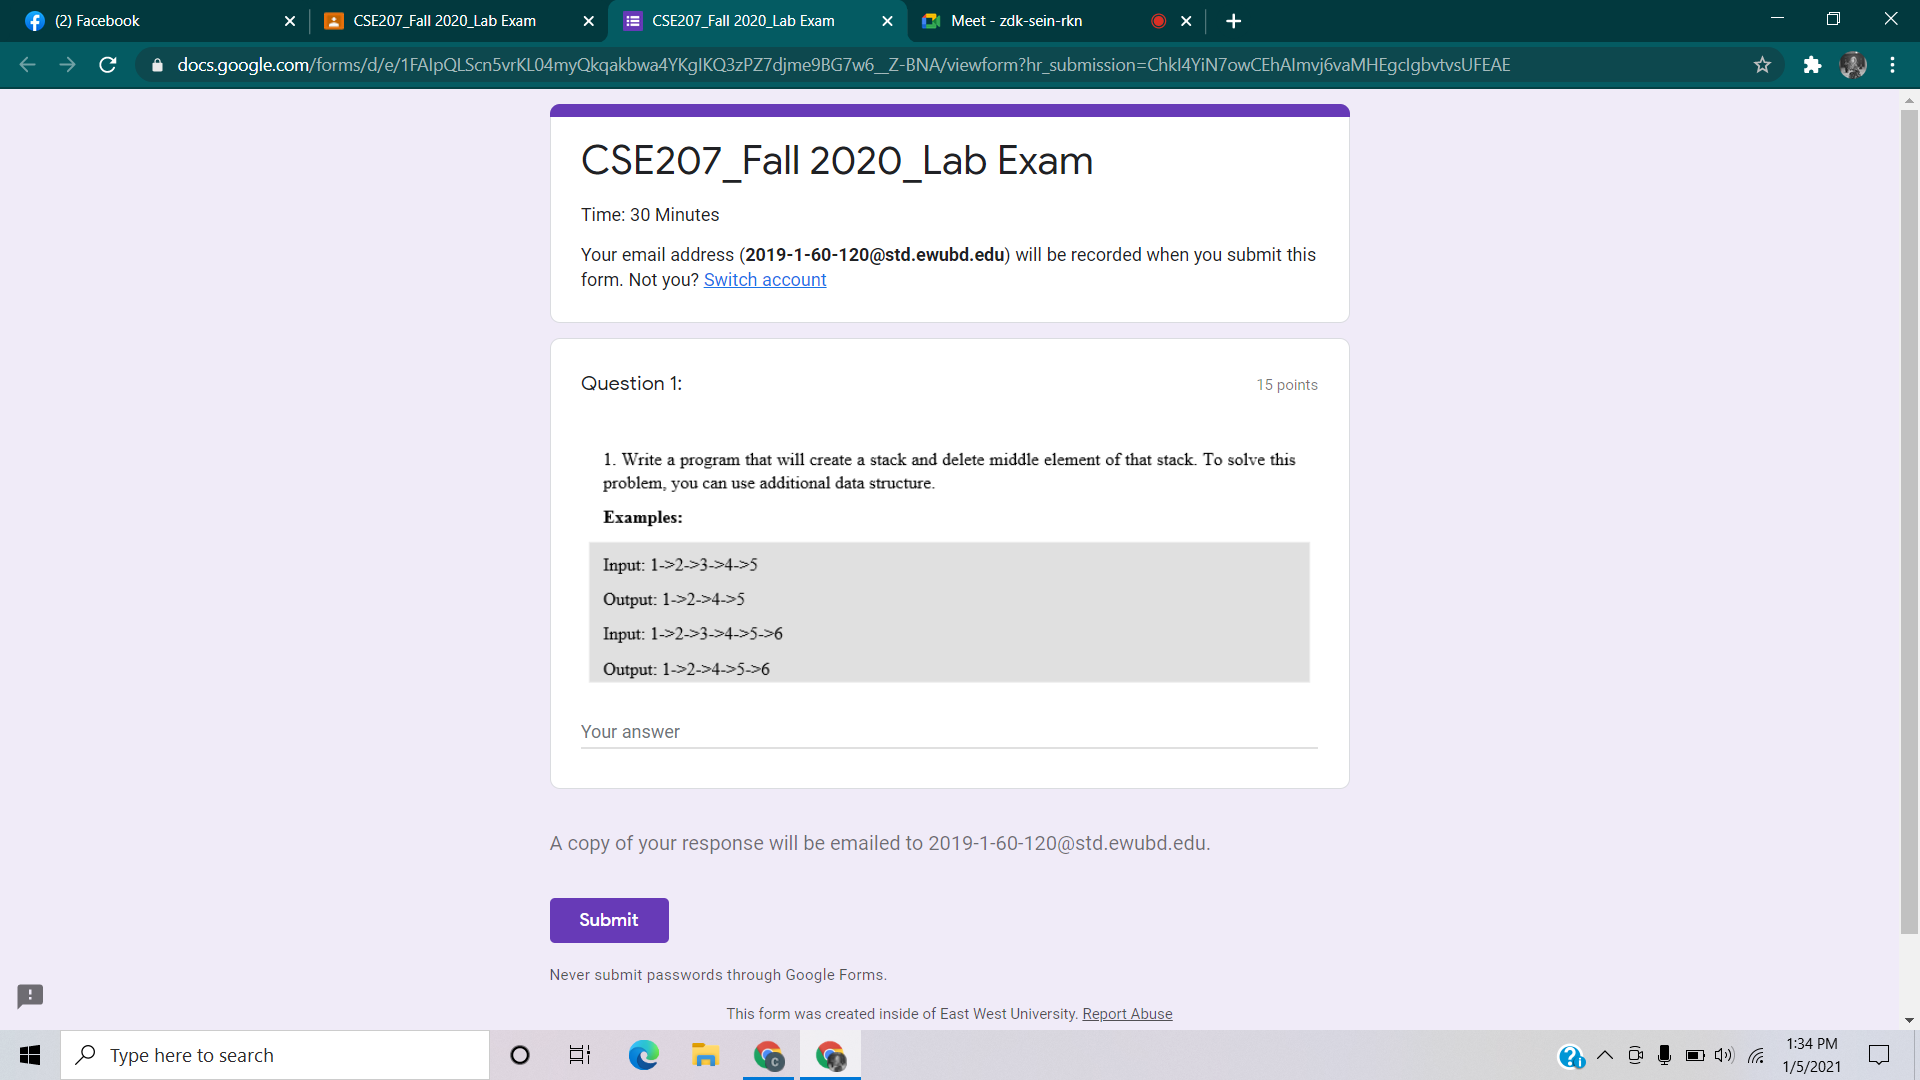 (2) Facebook
CSE207_Fall 2020_Lab Exam
CSE207_Fall 2020_Lab Exam
Meet - zdk-sein-rkn
docs.google.com/forms/d/e/1FAIpQLScn5vrKL04myQkqakbwa4YKgIKQ3zPZ7djme9BG7w6__Z-BNA/viewform?hr_submission=ChkI4YiN7owCEhAImvj6vaMHEgcIgbvtvsUFEAE
CSE207_Fall 2020_Lab Exam
Time: 30 Minutes
Your email address (2019-1-60-120@std.ewubd.edu) will be recorded when you submit this
form. Not you? Switch account
Question 1:
15 points
1. Write a program that will create a stack and delete middle element of that stack. To solve this
problem, you can use additional data structure.
Examples:
Input: 1->2->3->4->5
Output: 1->2->4->5
Input: 1->2->3->4->5->6
Output: 1->2->4->5->6
Your answer
A copy of your response will be emailed to 2019-1-60-120@std.ewubd.edu.
Submit
Never submit passwords through Google Forms.
This form was created inside of East West University. Report Abuse
Type here to search
C
1:34 PM
1/5/2021